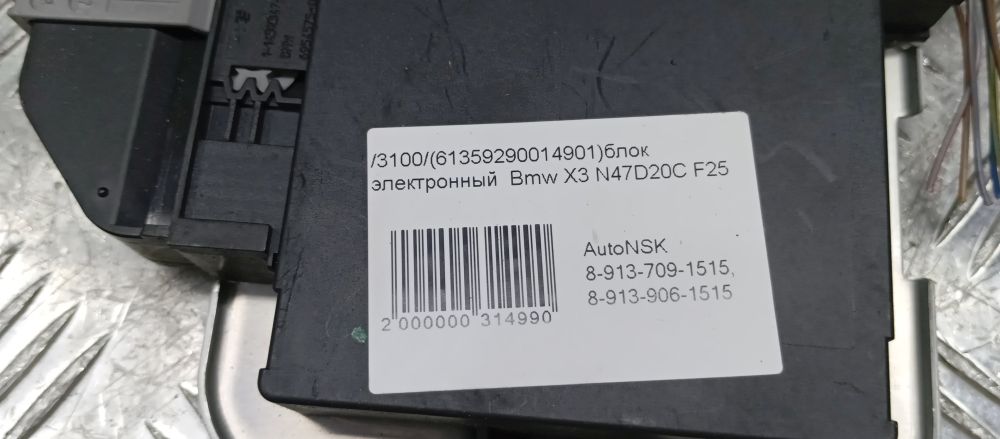 /3100/(61359290014901)блок
электронный Bmw X3 N47D20C F25
AutoNSK
8-913-709-1515,
8-913-906-1515
2 000000 314990